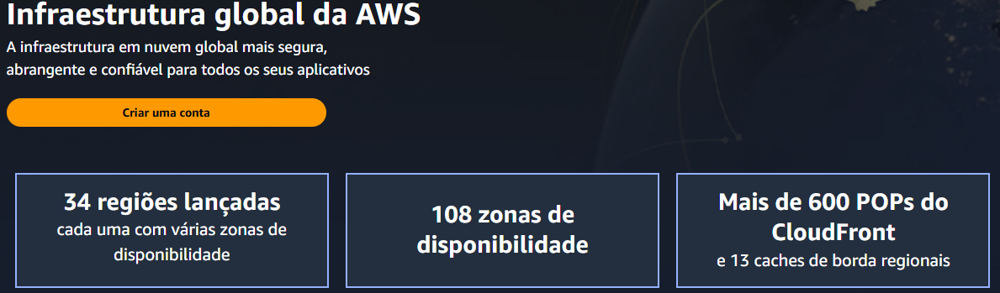 Infraestrutura global da AWS
A infraestrutura em nuvem global mais segura,
abrangente e confiável para todos os seus aplicativos
Criar uma conta
34 regiões lançadas
cada uma com várias zonas de
disponibilidade
108 zonas de
disponibilidade
Mais de 600 POPs do
CloudFront
e 13 caches de borda regionais